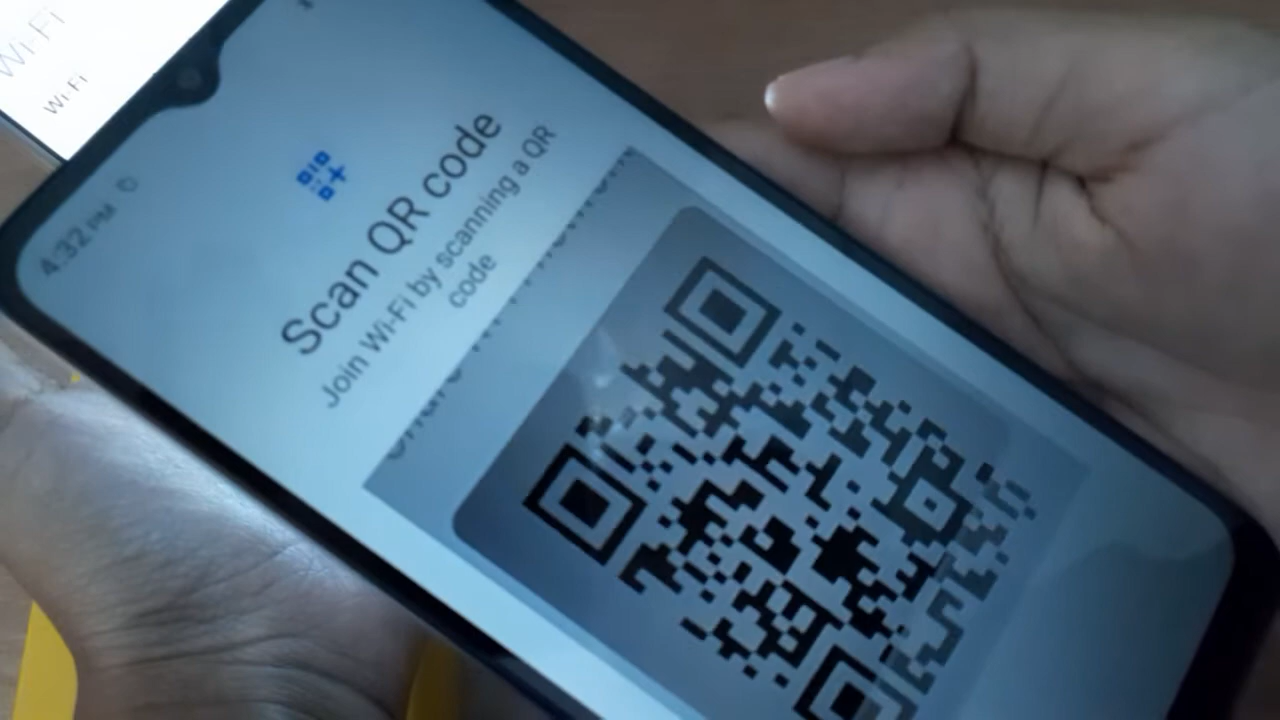 Wi-Fi
Wi-Fi
4:32 PM
Scan QR code
Join Wi-Fi by scanning a QR
code